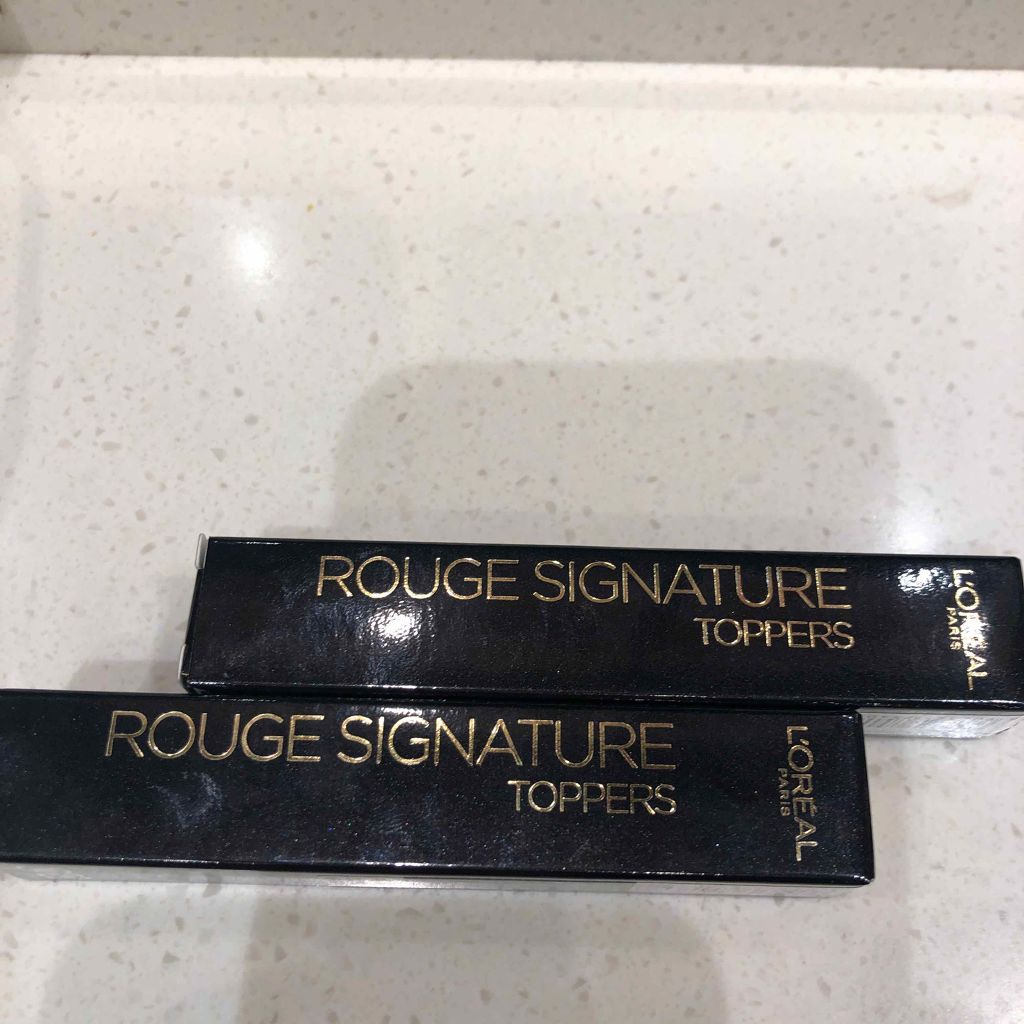 ROUGE SIGNATURE
TOPPERS
L'ORÉAL
PARIS
ROUGE SIGNATURE
TOPPERS
L'ORÉAL
PARIS